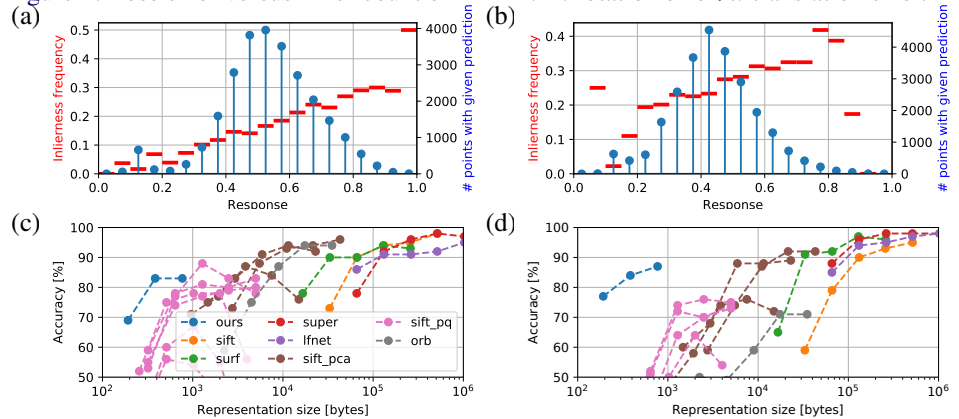 (a)
0.5
0.4
0.3
0.2
0.1
0.0
Inlierness frequency
4000
3000
2000
1000
0
# points with given prediction
0.0 0.2 0.4 0.6 0.8 1.0
Response
(b)
0.4
0.3
0.2
0.1
0.0
Inlierness frequency
4000
3000
2000
1000
0
# points with given prediction
0.0 0.2 0.4 0.6 0.8 1.0
Response
(c)
100
90
80
70
60
50
Accuracy [%]
ours super sift_pq
sift lfnet orb
surf sift_pca
10² 10³ 10⁴ 10⁵ 10⁶
Representation size [bytes]
(d)
100
90
80
70
60
50
Accuracy [%]
10² 10³ 10⁴ 10⁵ 10⁶
Representation size [bytes]